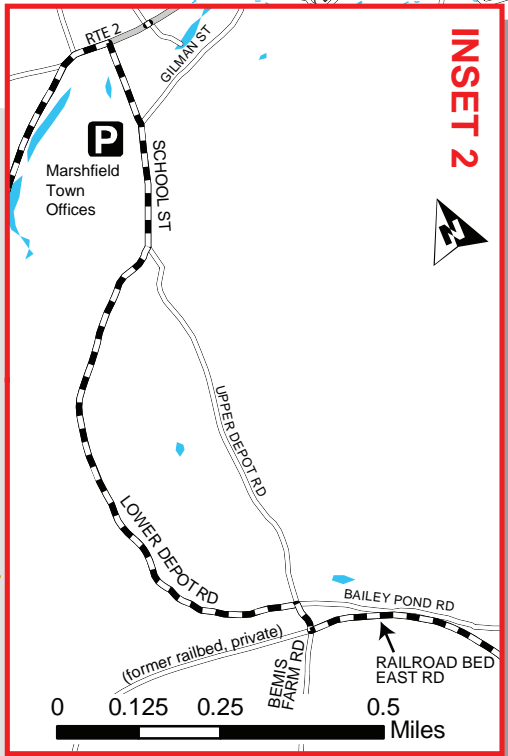 RTE 2
GILMAN ST
INSET 2
P
Marshfield
Town
Offices
SCHOOL ST
N
UPPER DEPOT RD
LOWER DEPOT RD
BAILEY POND RD
(former railbed, private)
BEMIS
FARM RD
RAILROAD BED
EAST RD
0 0.125 0.25 0.5
Miles